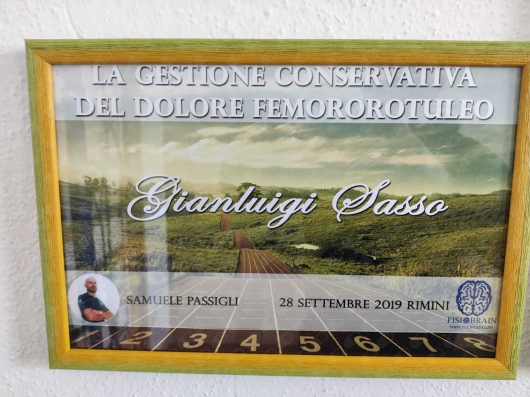 LA GESTIONE CONSERVATIVA
DEL DOLORE FEMOROROTULEO
Gianluigi Sasso
SAMUELE PASSIGLI 28 SETTEMBRE 2019 RIMINI
FISIOBRAIN
1 2 3 4 5 6 7 8